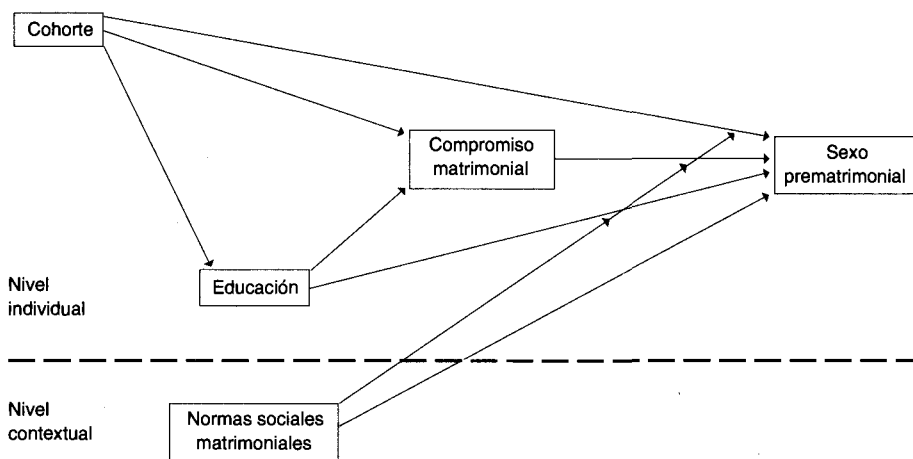 Cohorte
Compromiso
matrimonial
Sexo
prematrimonial
Educación
Nivel
individual
Nivel
contextual
Normas sociales
matrimoniales